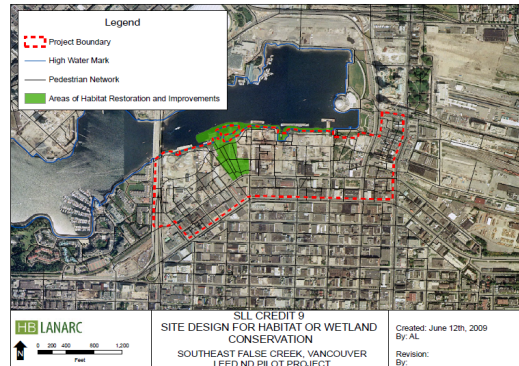 Legend
Project Boundary
High Water Mark
Pedestrian Network
Areas of Habitat Restoration and Improvements
HB LANARC
N
0 200 400 800 1,200
Feet
SLL CREDIT 9
SITE DESIGN FOR HABITAT OR WETLAND
CONSERVATION
SOUTHEAST FALSE CREEK, VANCOUVER
LEED ND PILOT PROJECT
Created: June 12th, 2009
By: AL
Revision:
By: